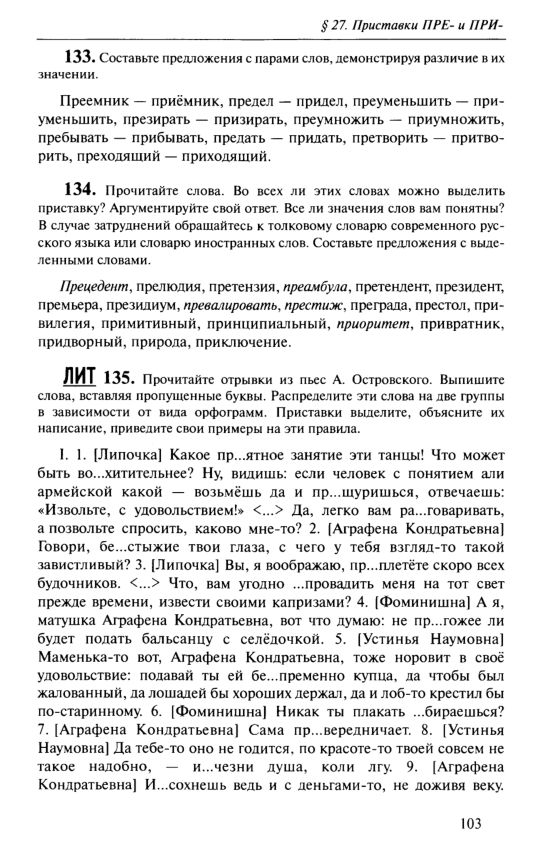 § 27. Приставки ПРЕ- и ПРИ-
133. Составьте предложения с парами слов, демонстрируя различие в их
значении.
Преемник — приёмник, предел — придел, преуменьшить — при-
уменьшить, презирать — призирать, преумножить — приумножить,
пребывать — прибывать, предать — придать, претворить — притво-
рить, преходящий — приходящий.
134. Прочитайте слова. Во всех ли этих словах можно выделить
приставку? Аргументируйте свой ответ. Все ли значения слов вам понятны?
В случае затруднений обращайтесь к толковому словарю современного рус-
ского языка или словарю иностранных слов. Составьте предложения с выде-
ленными словами.
Прецедент, прелюдия, претензия, преамбула, претендент, президент,
премьера, президиум, превалировать, престиж, преграда, престол, при-
вилегия, примитивный, принципиальный, приоритет, привратник,
придворный, природа, приключение.
ЛИТ 135. Прочитайте отрывки из пьес А. Островского. Выпишите
слова, вставляя пропущенные буквы. Распределите эти слова на две группы
в зависимости от вида орфограмм. Приставки выделите, объясните их
написание, приведите свои примеры на эти правила.
I. 1. [Липочка] Какое пр...ятное занятие эти танцы! Что может
быть во...хитительнее? Ну, видишь: если человек с понятием али
армейской какой — возьмёшь да и пр...щуришься, отвечаешь:
«Извольте, с удовольствием!» <...> Да, легко вам ра...говаривать,
а позвольте спросить, каково мне-то? 2. [Аграфена Кондратьевна]
Говори, бе...стыжие твои глаза, с чего у тебя взгляд-то такой
завистливый? 3. [Липочка] Вы, я воображаю, пр...плетёте скоро всех
будочников. <...> Что, вам угодно ...провадить меня на тот свет
прежде времени, извести своими капризами? 4. [Фоминишна] А я,
матушка Аграфена Кондратьевна, вот что думаю: не пр...гожее ли
будет подать бальсанцу с селёдочкой. 5. [Устинья Наумовна]
Маменька-то вот, Аграфена Кондратьевна, тоже норовит в своё
удовольствие: подавай ты ей бе...пременно купца, да чтобы был
жалованный, да лошадей бы хороших держал, да и лоб-то крестил бы
по-старинному. 6. [Фоминишна] Никак ты плакать ...бираешься?
7. [Аграфена Кондратьевна] Сама пр...вередничает. 8. [Устинья
Наумовна] Да тебе-то оно не годится, по красоте-то твоей совсем не
такое надобно, — и...чезни душа, коли лгу. 9. [Аграфена
Кондратьевна] И...сохнешь ведь и с деньгами-то, не доживя веку.
103